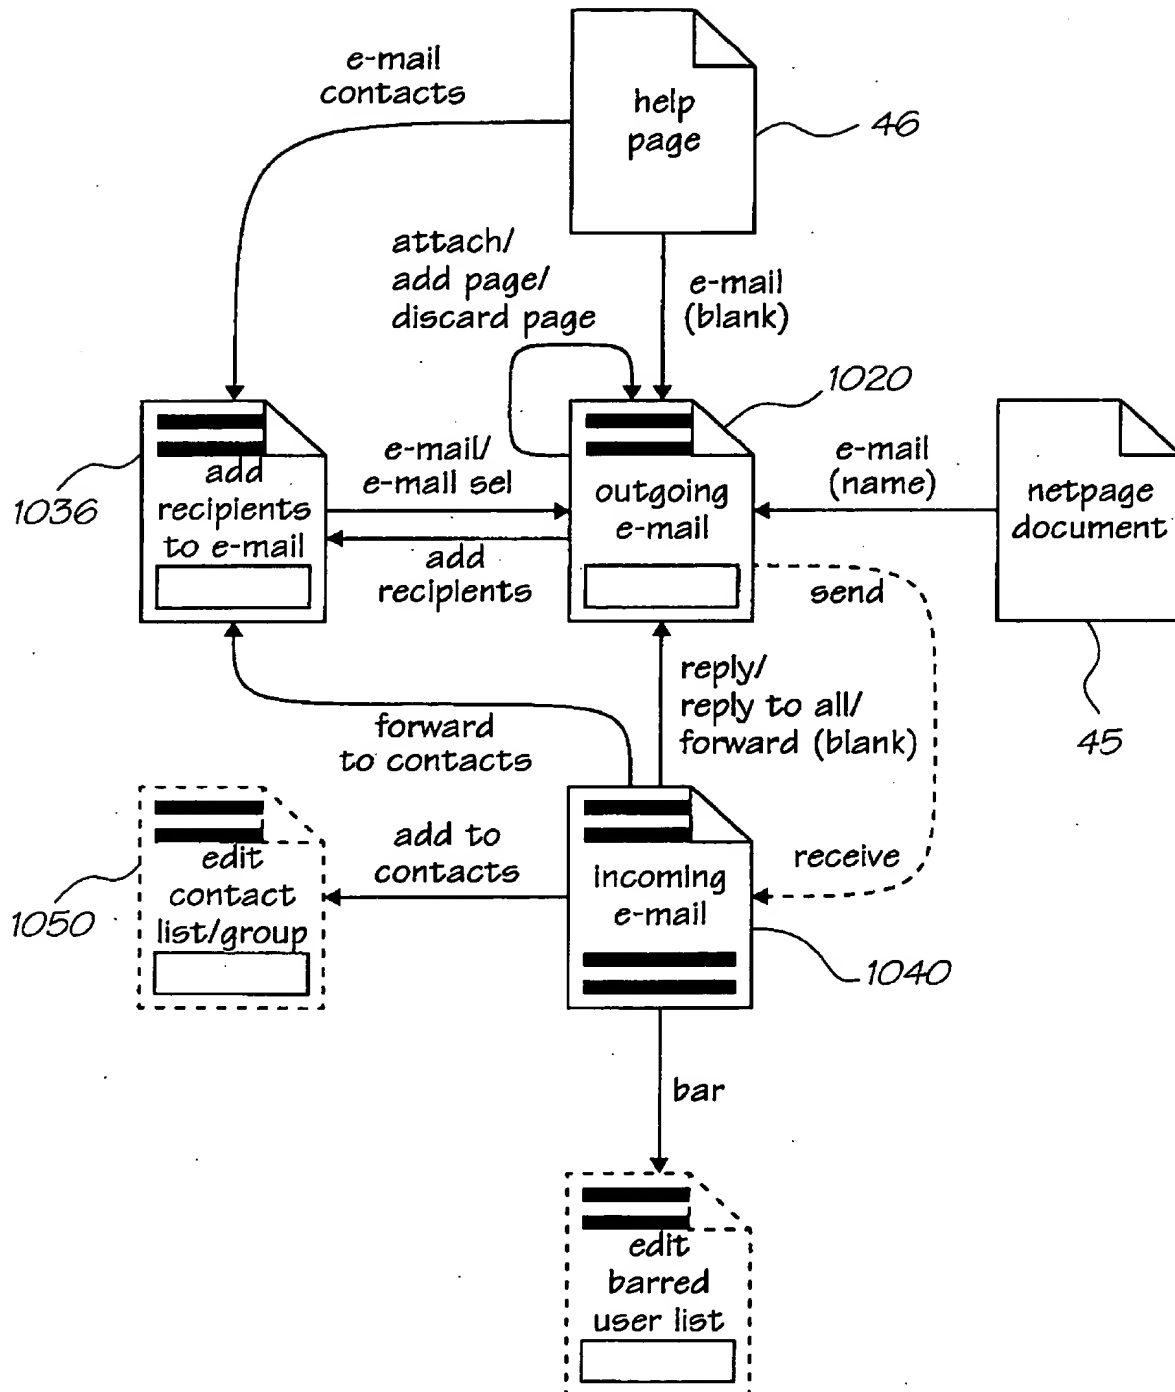 e-mail
contacts
help
page
46
attach/
add page/
discard page
e-mail
(blank)
1020
1036
add
recipients
to e-mail
e-mail/
e-mail sel
add
recipients
outgoing
e-mail
e-mail
(name)
netpage
document
45
send
reply/
reply to all/
forward (blank)
forward
to contacts
receive
1050
edit
contact
list/group
add to
contacts
incoming
e-mail
1040
bar
edit
barred
user list